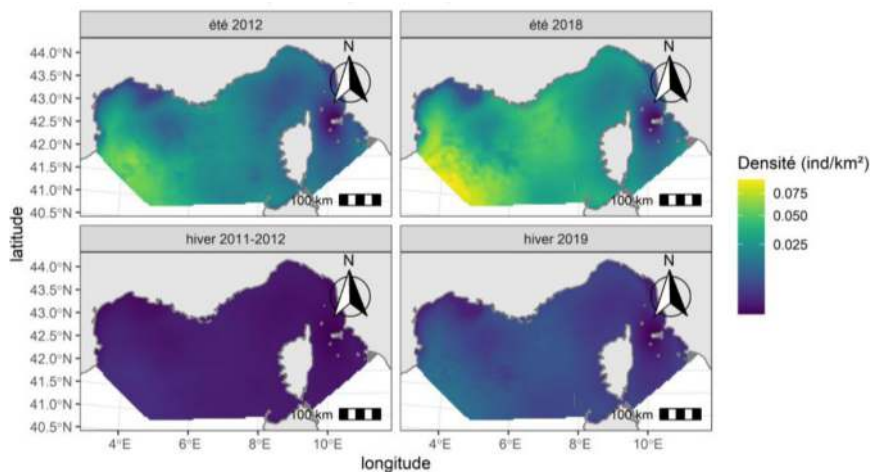 été 2012
été 2018
44.0°N
43.5°N
43.0°N
42.5°N
42.0°N
41.5°N
41.0°N
40.5°N
N
N
100 km
100 km
Densité (ind/km²)
0.075
0.050
0.025
latitude
hiver 2011-2012
hiver 2019
44.0°N
43.5°N
43.0°N
42.5°N
42.0°N
41.5°N
41.0°N
40.5°N
N
N
100 km
100 km
4°E
6°E
8°E
10°E
4°E
6°E
8°E
10°E
longitude